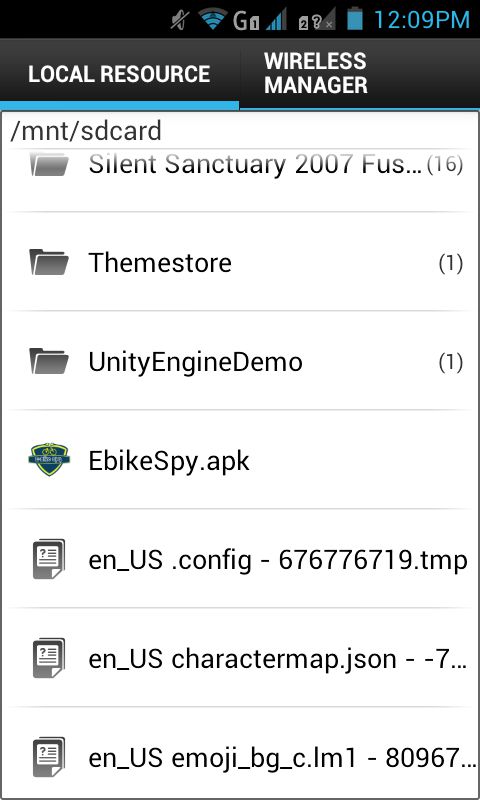 12:09PM
LOCAL RESOURCE
WIRELESS
MANAGER
/mnt/sdcard
Silent Sanctuary 2007 Fus... (16)
Themestore (1)
UnityEngineDemo (1)
EbikeSpy.apk
en_US .config - 676776719.tmp
en_US charactermap.json - -7...
en_US emoji_bg_c.lm1 - 80967...